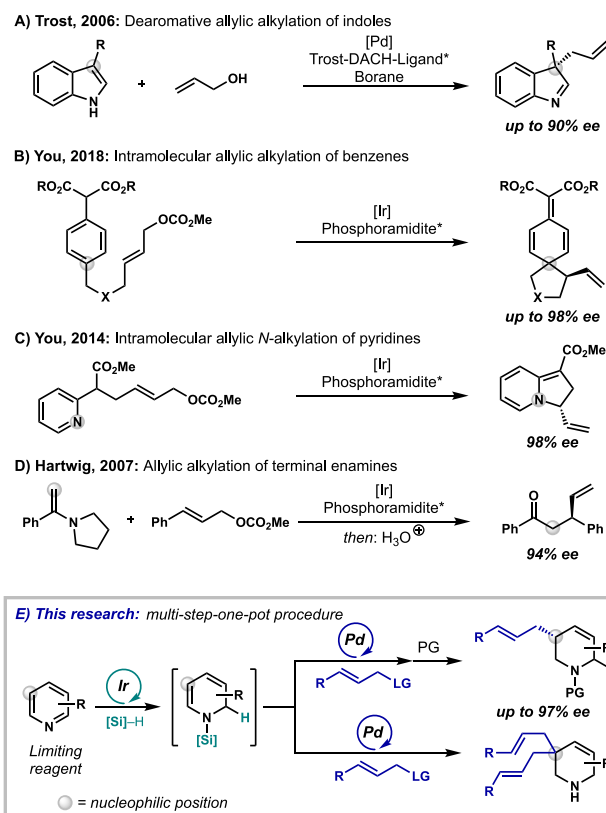 A) Trost, 2006: Dearomative allylic alkylation of indoles
R
N
H
+
OH
[Pd]
Trost-DACH-Ligand*
Borane
R
N
up to 90% ee
B) You, 2018: Intramolecular allylic alkylation of benzenes
RO2C CO2R
OCO2Me
X
[Ir]
Phosphoramidite*
RO2C CO2R
X
up to 98% ee
C) You, 2014: Intramolecular allylic N-alkylation of pyridines
CO2Me
N
OCO2Me
[Ir]
Phosphoramidite*
CO2Me
N
98% ee
D) Hartwig, 2007: Allylic alkylation of terminal enamines
Ph
N
+
Ph
OCO2Me
[Ir]
Phosphoramidite*
then: H3O⊕
O
Ph
Ph
94% ee
E) This research: multi-step-one-pot procedure
N
R
Limiting
reagent
Ir
[Si]–H
R
H
N
[Si]
Pd
R
LG
PG
R
N
PG
up to 97% ee
Pd
R
LG
R
R
N
H
= nucleophilic position